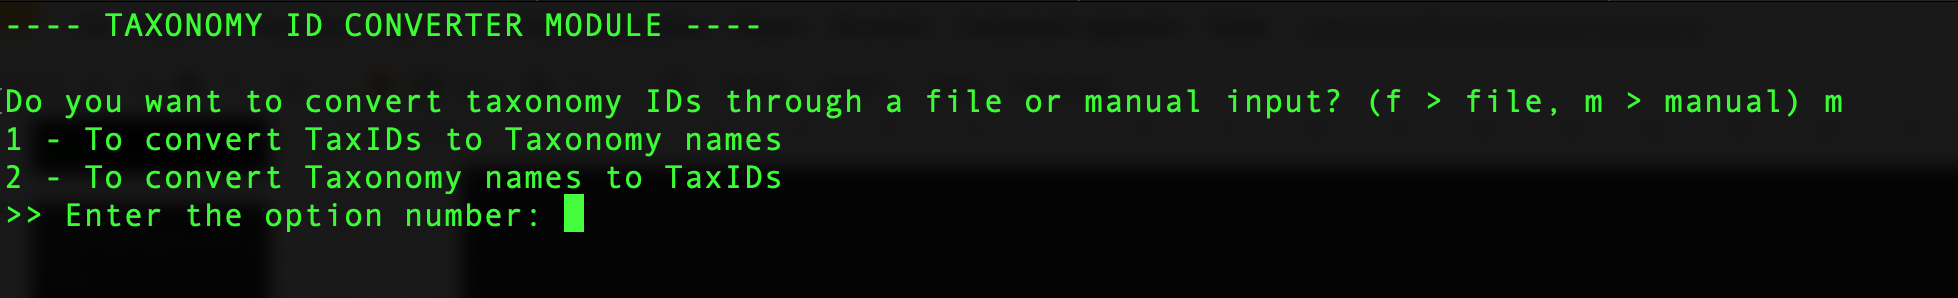 ---- TAXONOMY ID CONVERTER MODULE ----
Do you want to convert taxonomy IDs through a file or manual input? (f > file, m > manual) m
1 - To convert TaxIDs to Taxonomy names
2 - To convert Taxonomy names to TaxIDs
>> Enter the option number: